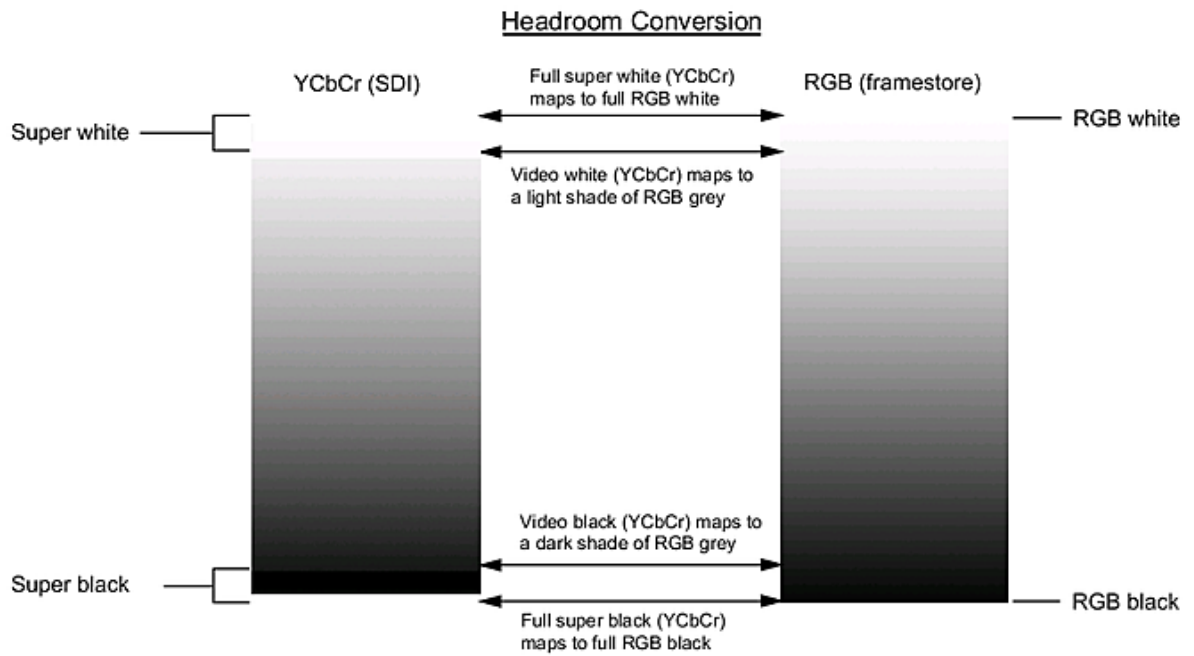 Headroom Conversion
YCbCr (SDI)
Full super white (YCbCr)
maps to full RGB white
RGB (framestore)
Super white
RGB white
Video white (YCbCr) maps to
a light shade of RGB grey
Video black (YCbCr) maps to
a dark shade of RGB grey
Super black
RGB black
Full super black (YCbCr)
maps to full RGB black